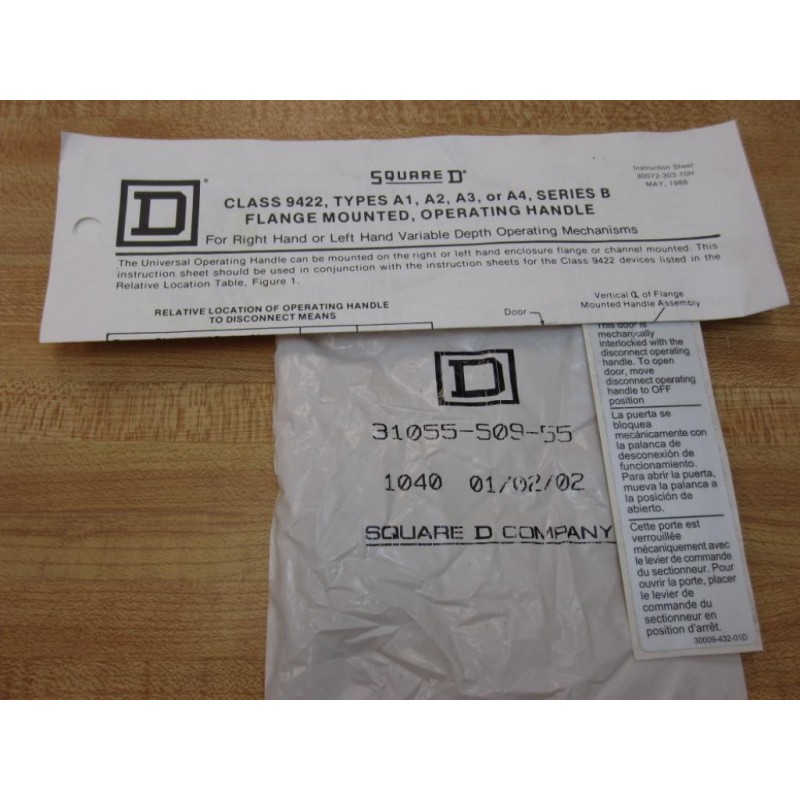 SQUARE D®
Instruction Sheet
30072-303-10H
MAY, 1986
D®
CLASS 9422, TYPES A1, A2, A3, or A4, SERIES B
FLANGE MOUNTED, OPERATING HANDLE
For Right Hand or Left Hand Variable Depth Operating Mechanisms
The Universal Operating Handle can be mounted on the right or left hand enclosure flange or channel mounted. This
instruction sheet should be used in conjunction with the instruction sheets for the Class 9422 devices listed in the
Relative Location Table, Figure 1.
RELATIVE LOCATION OF OPERATING HANDLE
TO DISCONNECT MEANS
Door
Vertical ℄ of Flange
Mounted Handle Assembly
D
31055-509-55
1040 01/02/02
SQUARE D COMPANY
This door is
mechanically
interlocked with the
disconnect operating
handle. To open
door, move
disconnect operating
handle to OFF
position
La puerta se
bloquea
mecánicamente con
la palanca de
desconexión de
funcionamiento.
Para abrir la puerta,
mueva la palanca a
la posición de
abierto.
Cette porte est
verrouillée
mécaniquement avec
le levier de commande
du sectionneur. Pour
ouvrir la porte, placer
le levier de
commande du
sectionneur en
position d'arrêt.
30009-432-01D